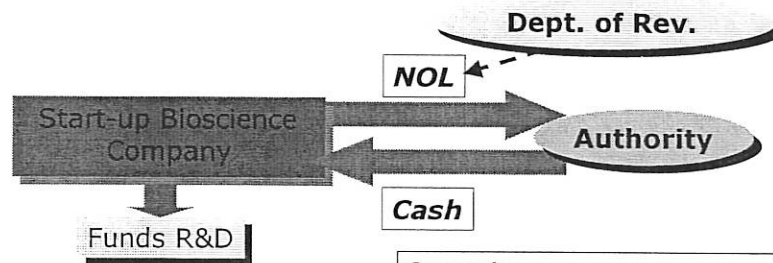 Dept. of Rev.
NOL
Start-up Bioscience
Company
Authority
Cash
Funds R&D